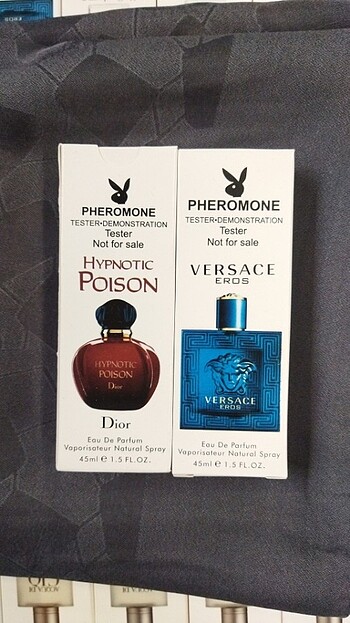 PHEROMONE
TESTER•DEMONSTRATION
Tester
Not for sale
HYPNOTIC
POISON
HYPNOTIC
POISON
Dior
Dior
Eau De Parfum
Vaporisateur Natural Spray
45ml e 1.5 FL.OZ.
PHEROMONE
TESTER•DEMONSTRATION
Tester
Not for sale
VERSACE
EROS
VERSACE
EROS
Eau De Parfum
Vaporisateur Natural Spray
45ml e 1.5 FL.OZ.